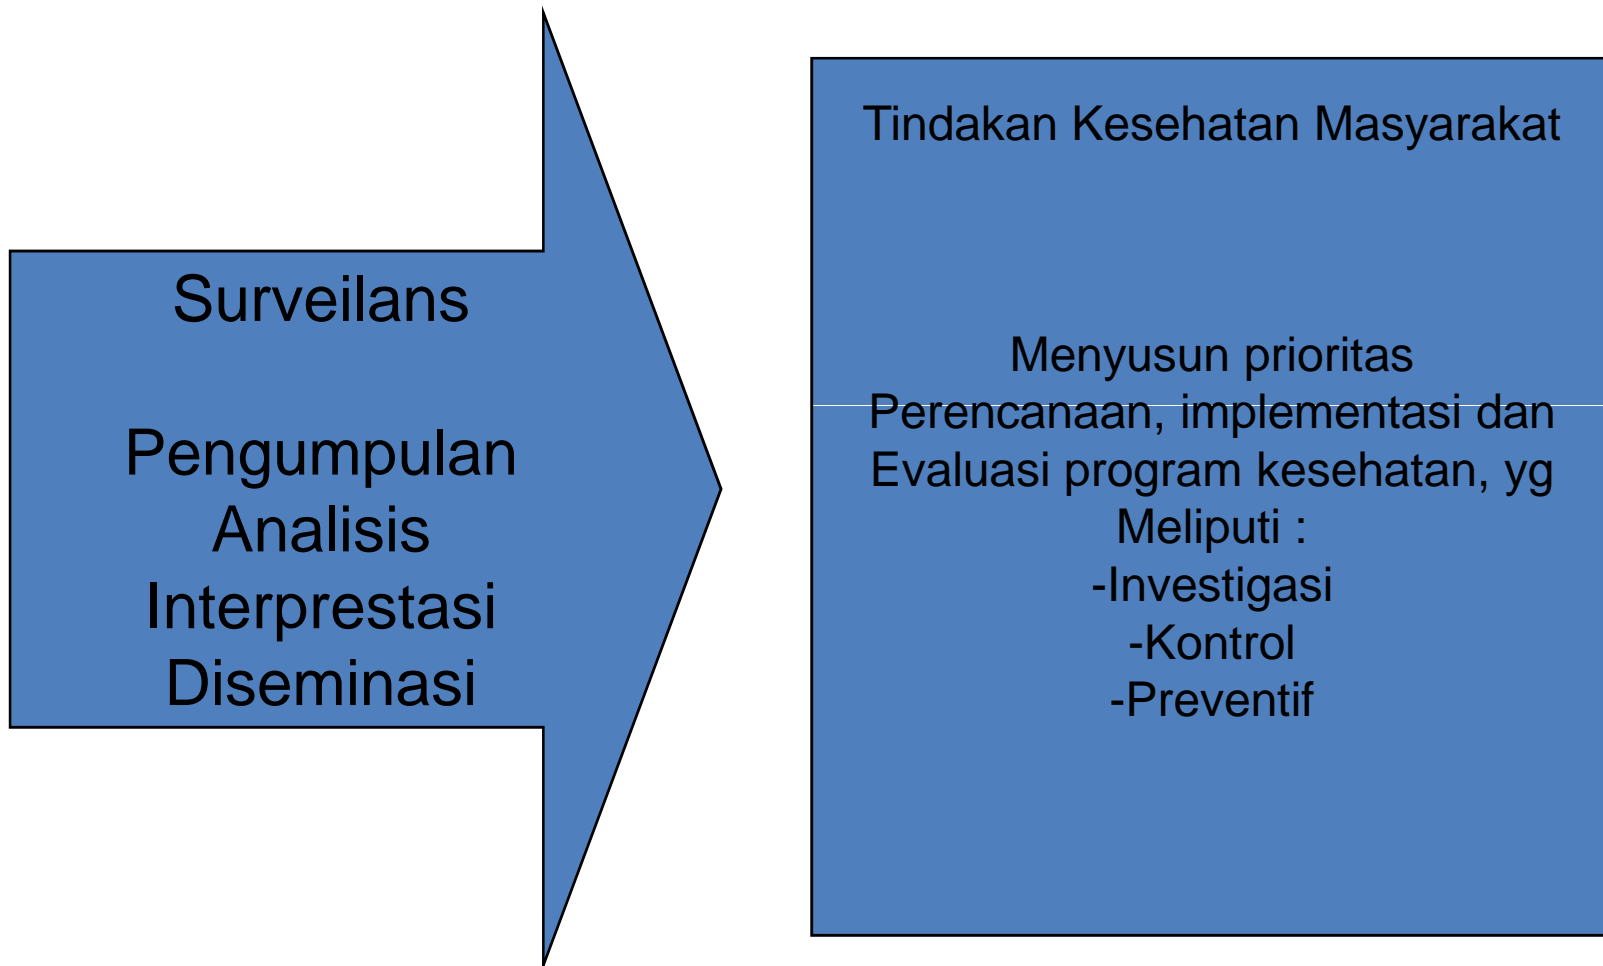 Surveilans
Pengumpulan
Analisis
Interprestasi
Diseminasi
Tindakan Kesehatan Masyarakat
Menyusun prioritas
Perencanaan, implementasi dan
Evaluasi program kesehatan, yg
Meliputi :
-Investigasi
-Kontrol
-Preventif